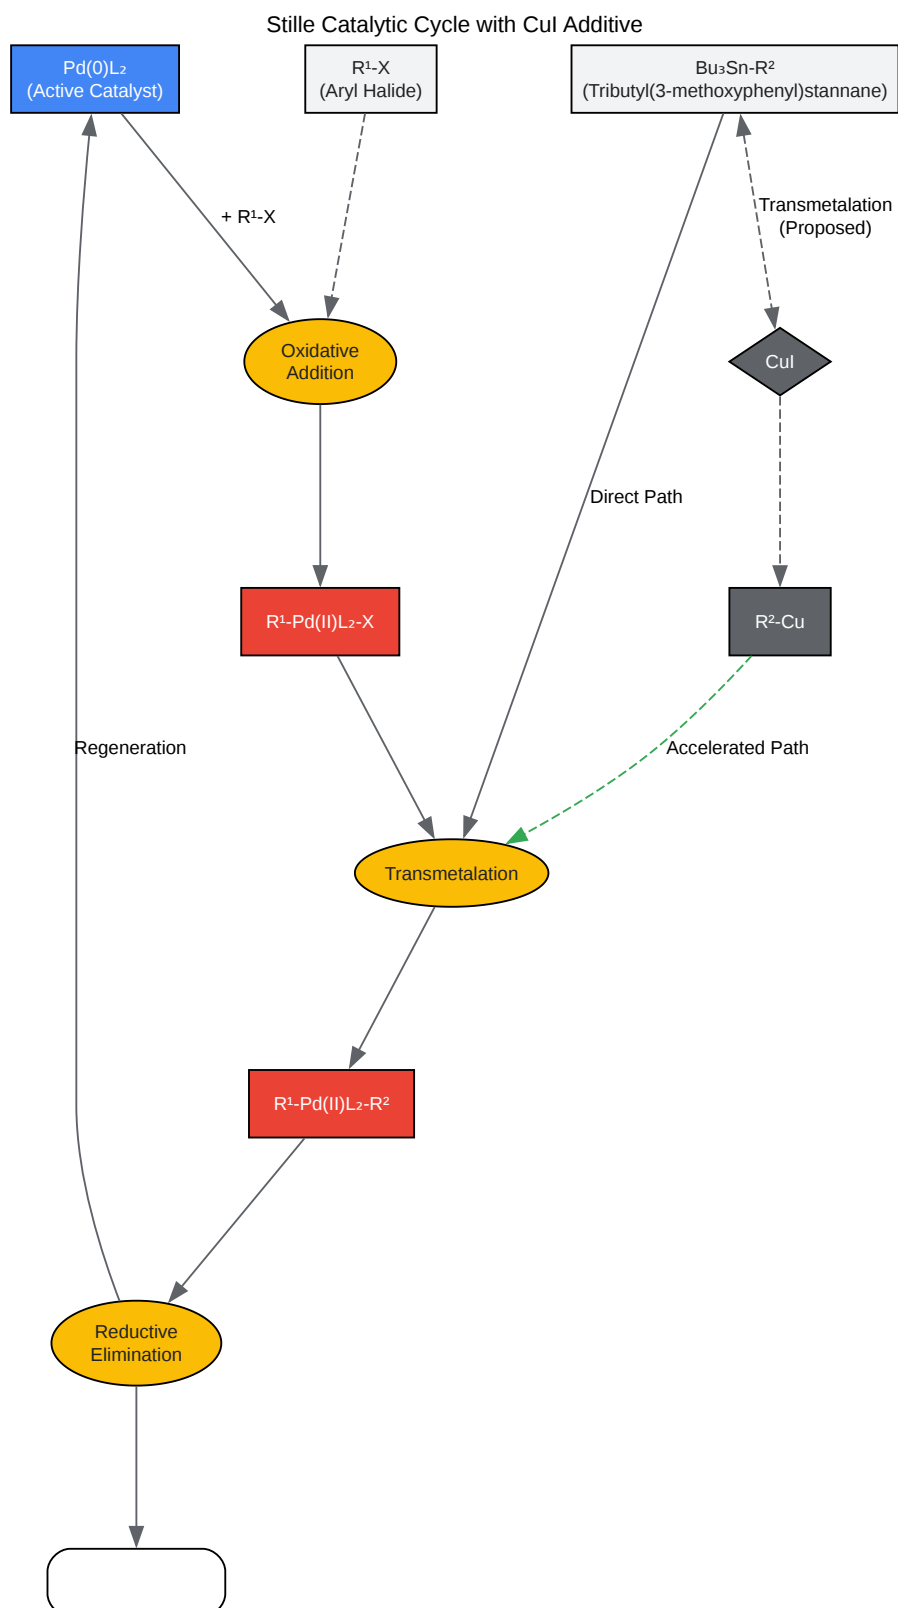 Stille Catalytic Cycle with CuI Additive
Pd(0)L₂
(Active Catalyst)
R¹-X
(Aryl Halide)
Bu₃Sn-R²
(Tributyl(3-methoxyphenyl)stannane)
+ R¹-X
Transmetalation
(Proposed)
Oxidative
Addition
CuI
Direct Path
R¹-Pd(II)L₂-X
R²-Cu
Regeneration
Accelerated Path
Transmetalation
R¹-Pd(II)L₂-R²
Reductive
Elimination